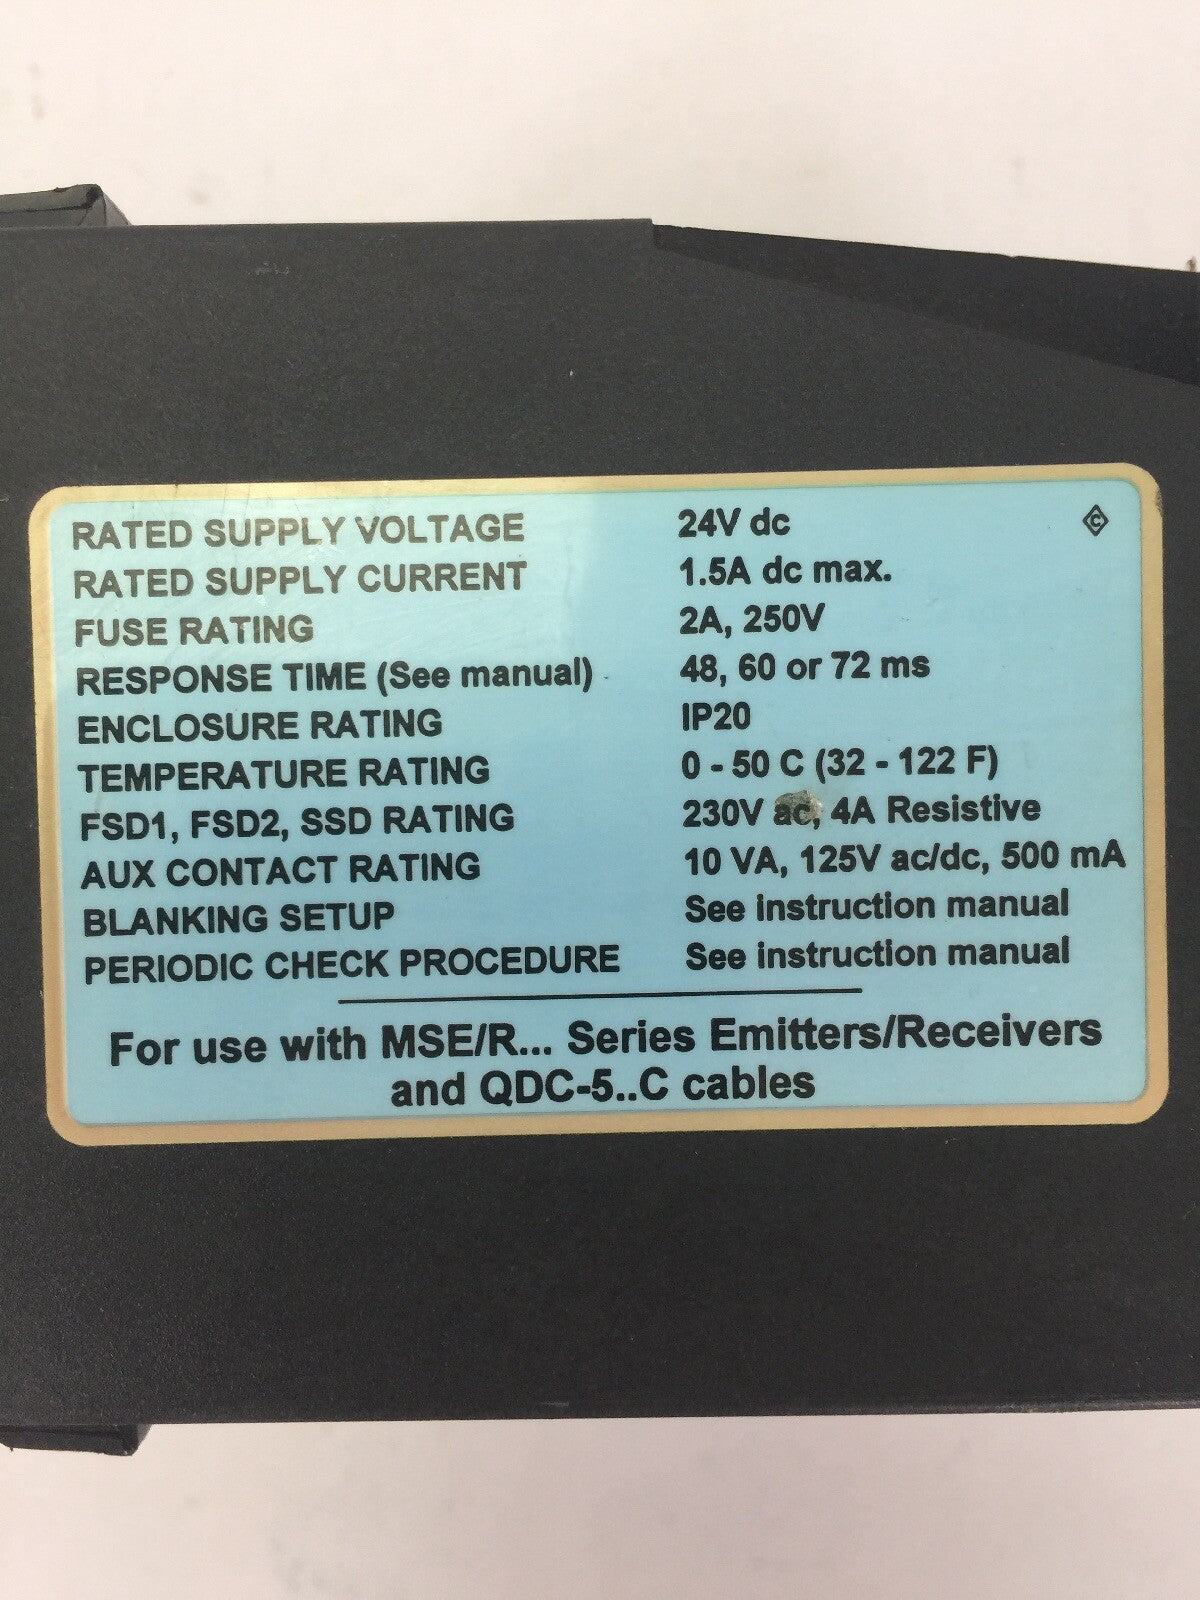 RATED SUPPLY VOLTAGE 24V dc C
RATED SUPPLY CURRENT 1.5A dc max.
FUSE RATING 2A, 250V
RESPONSE TIME (See manual) 48, 60 or 72 ms
ENCLOSURE RATING IP20
TEMPERATURE RATING 0 - 50 C (32 - 122 F)
FSD1, FSD2, SSD RATING 230V ac, 4A Resistive
AUX CONTACT RATING 10 VA, 125V ac/dc, 500 mA
BLANKING SETUP See instruction manual
PERIODIC CHECK PROCEDURE See instruction manual
For use with MSE/R... Series Emitters/Receivers
and QDC-5..C cables